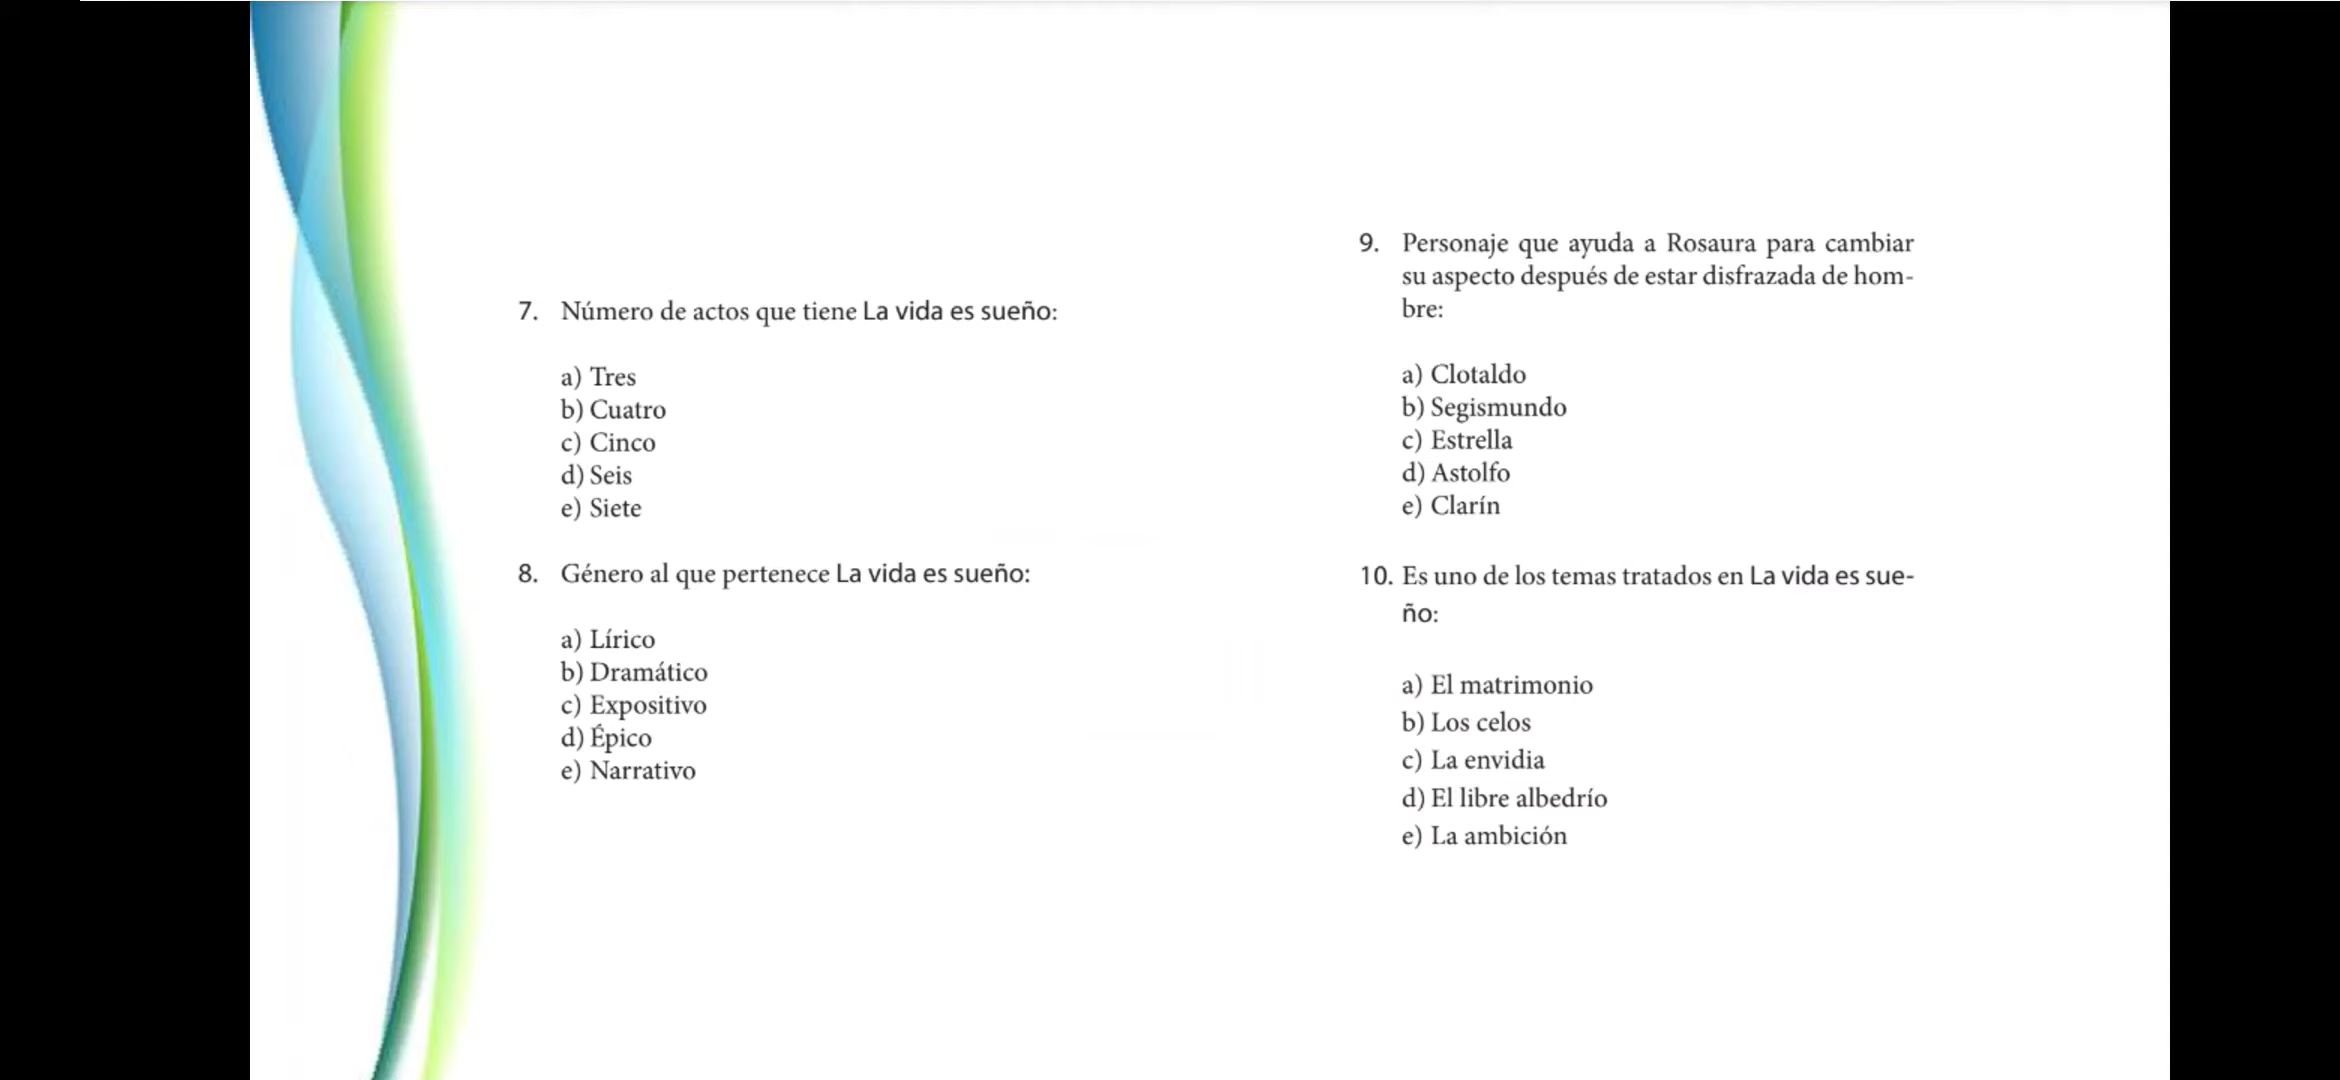 7. Número de actos que tiene La vida es sueño:
a) Tres
b) Cuatro
c) Cinco
d) Seis
e) Siete
8. Género al que pertenece La vida es sueño:
a) Lírico
b) Dramático
c) Expositivo
d) Épico
e) Narrativo
9. Personaje que ayuda a Rosaura para cambiar
su aspecto después de estar disfrazada de hom-
bre:
a) Clotaldo
b) Segismundo
c) Estrella
d) Astolfo
e) Clarín
10. Es uno de los temas tratados en La vida es sue-
ño:
a) El matrimonio
b) Los celos
c) La envidia
d) El libre albedrío
e) La ambición